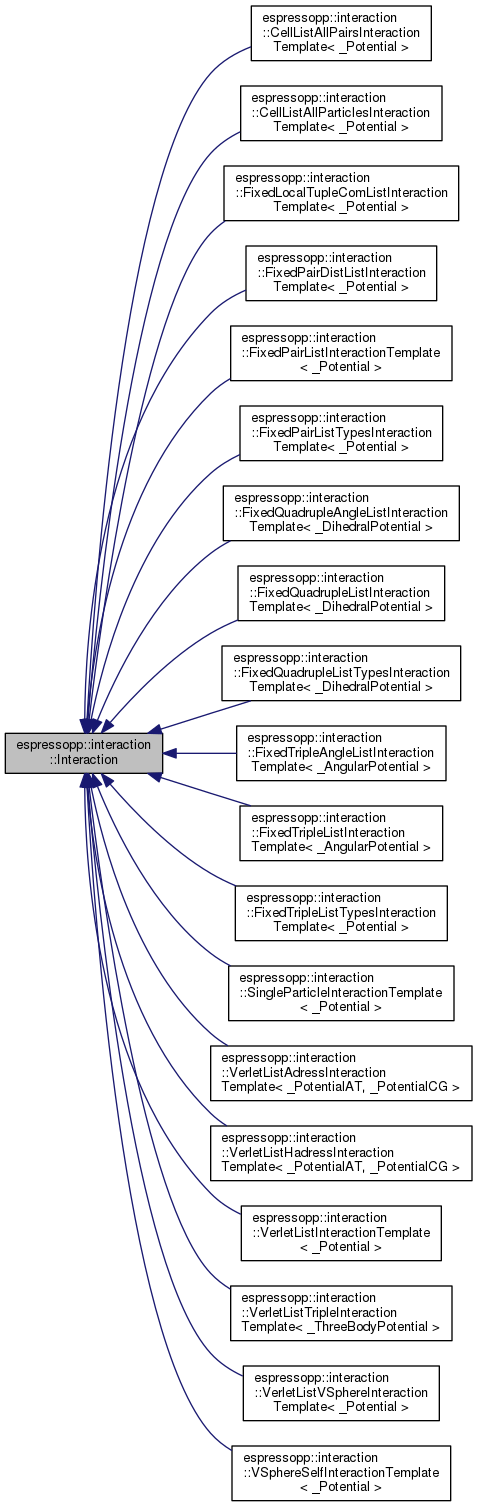 espressopp::interaction
::CellListAllPairsInteraction
Template< _Potential >
espressopp::interaction
::CellListAllParticlesInteraction
Template< _Potential >
espressopp::interaction
::FixedLocalTupleComListInteraction
Template< _Potential >
espressopp::interaction
::FixedPairDistListInteraction
Template< _Potential >
espressopp::interaction
::FixedPairListInteractionTemplate
< _Potential >
espressopp::interaction
::FixedPairListTypesInteraction
Template< _Potential >
espressopp::interaction
::FixedQuadrupleAngleListInteraction
Template< _DihedralPotential >
espressopp::interaction
::FixedQuadrupleListInteraction
Template< _DihedralPotential >
espressopp::interaction
::FixedQuadrupleListTypesInteraction
Template< _DihedralPotential >
espressopp::interaction
::Interaction
espressopp::interaction
::FixedTripleAngleListInteraction
Template< _AngularPotential >
espressopp::interaction
::FixedTripleListInteraction
Template< _AngularPotential >
espressopp::interaction
::FixedTripleListTypesInteraction
Template< _Potential >
espressopp::interaction
::SingleParticleInteractionTemplate
< _Potential >
espressopp::interaction
::VerletListAdressInteraction
Template< _PotentialAT, _PotentialCG >
espressopp::interaction
::VerletListHadressInteraction
Template< _PotentialAT, _PotentialCG >
espressopp::interaction
::VerletListInteractionTemplate
< _Potential >
espressopp::interaction
::VerletListTripleInteraction
Template< _ThreeBodyPotential >
espressopp::interaction
::VerletListVSphereInteraction
Template< _Potential >
espressopp::interaction
::VSphereSelfInteractionTemplate
< _Potential >